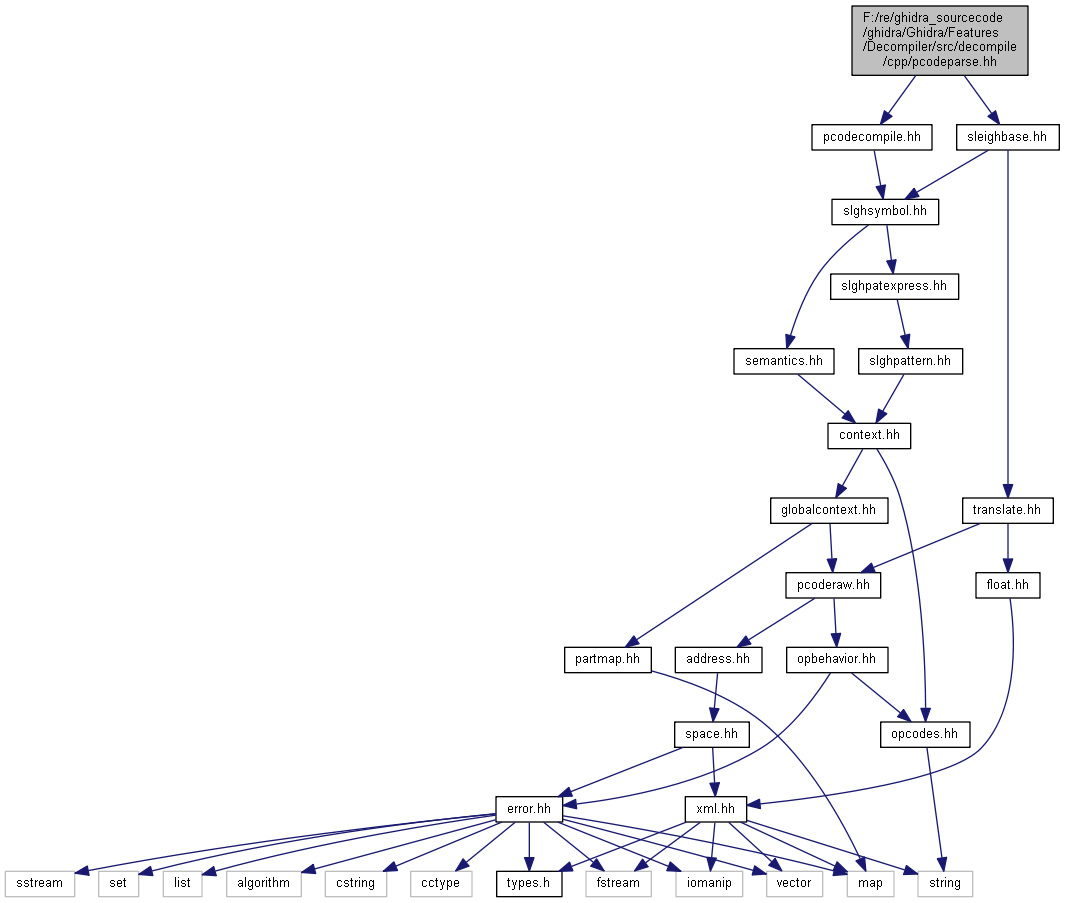 F:/re/ghidra_sourcecode
/ghidra/Ghidra/Features
/Decompiler/src/decompile
/cpp/pcodeparse.hh
pcodecompile.hh
sleighbase.hh
slghsymbol.hh
slghpatexpress.hh
semantics.hh
slghpattern.hh
context.hh
globalcontext.hh
translate.hh
pcoderaw.hh
float.hh
partmap.hh
address.hh
opbehavior.hh
space.hh
opcodes.hh
error.hh
xml.hh
sstream
set
list
algorithm
cstring
cctype
types.h
fstream
iomanip
vector
map
string